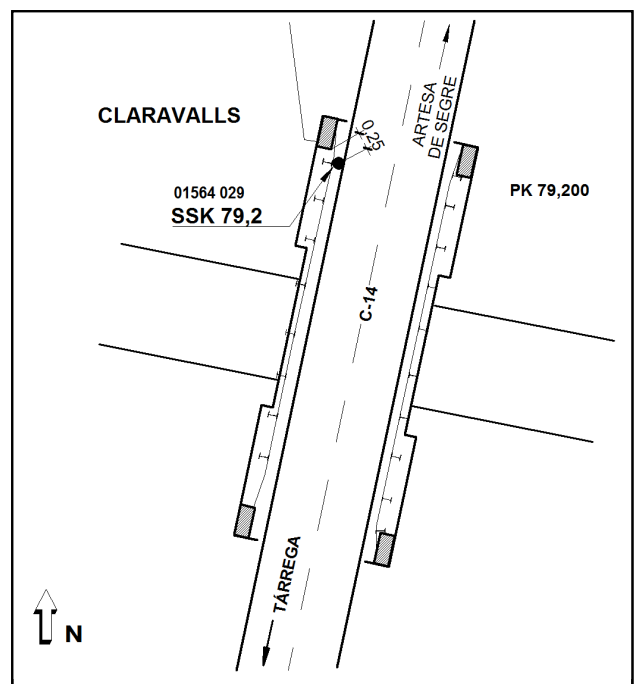 CLARAVALLS
0,25
ARTESA
DE SEGRE
01564 029
SSK 79,2
PK 79,200
C-14
TÁRREGA
N